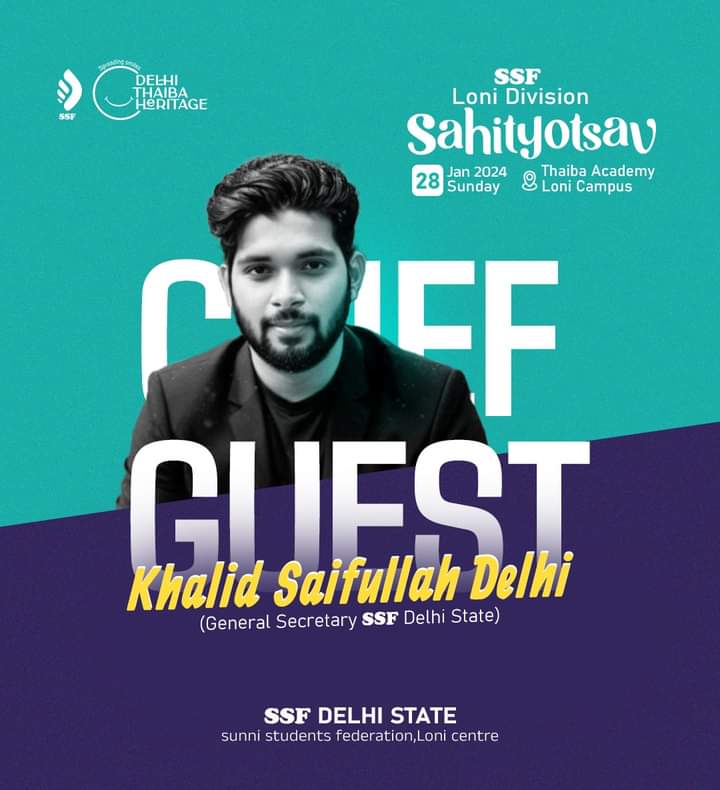 SSF
Spreading smiles
DELHI
THAIBA
HERITAGE
SSF
Loni Division
Sahityotsav
28 Jan 2024
Sunday
Thaiba Academy
Loni Campus
CHIEF
GUEST
Khalid Saifullah Delhi
(General Secretary SSF Delhi State)
SSF DELHI STATE
sunni students federation,Loni centre